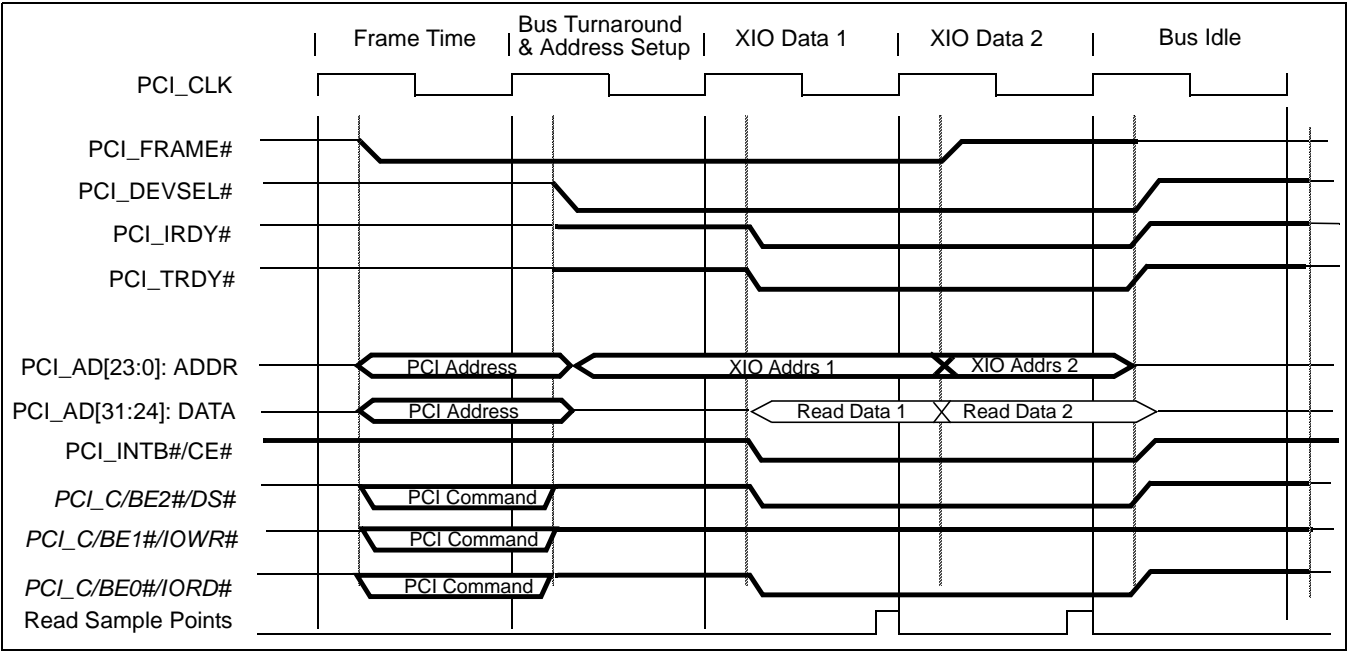 Frame Time
Bus Turnaround
& Address Setup
XIO Data 1
XIO Data 2
Bus Idle
PCI_CLK
PCI_FRAME#
PCI_DEVSEL#
PCI_IRDY#
PCI_TRDY#
PCI_AD[23:0]: ADDR
PCI Address
XIO Addrs 1
XIO Addrs 2
PCI_AD[31:24]: DATA
PCI Address
Read Data 1
Read Data 2
PCI_INTB#/CE#
PCI_C/BE2#/DS#
PCI Command
PCI_C/BE1#/IOWR#
PCI Command
PCI_C/BE0#/IORD#
PCI Command
Read Sample Points